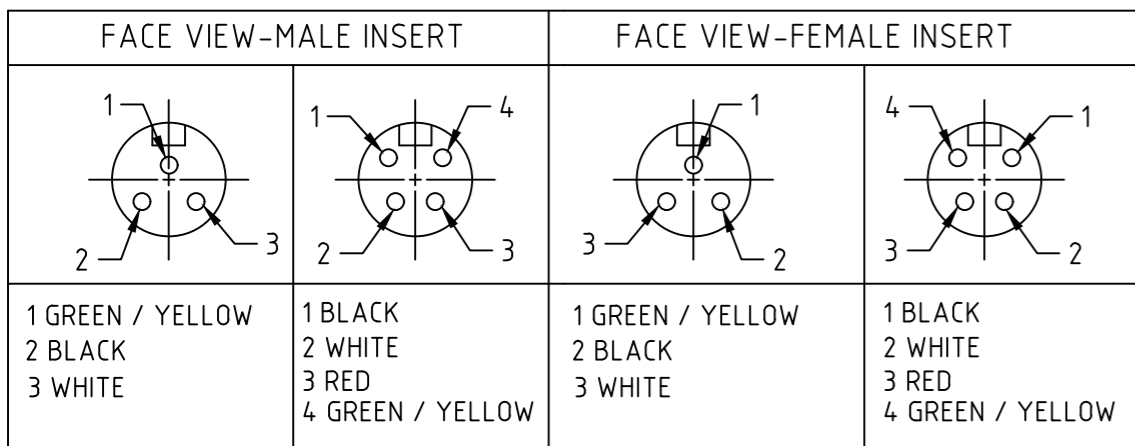 FACE VIEW-MALE INSERT
FACE VIEW-FEMALE INSERT
1
2
3
1
4
2
3
1
3
2
4
1
3
2
1 GREEN / YELLOW
2 BLACK
3 WHITE
1 BLACK
2 WHITE
3 RED
4 GREEN / YELLOW
1 GREEN / YELLOW
2 BLACK
3 WHITE
1 BLACK
2 WHITE
3 RED
4 GREEN / YELLOW